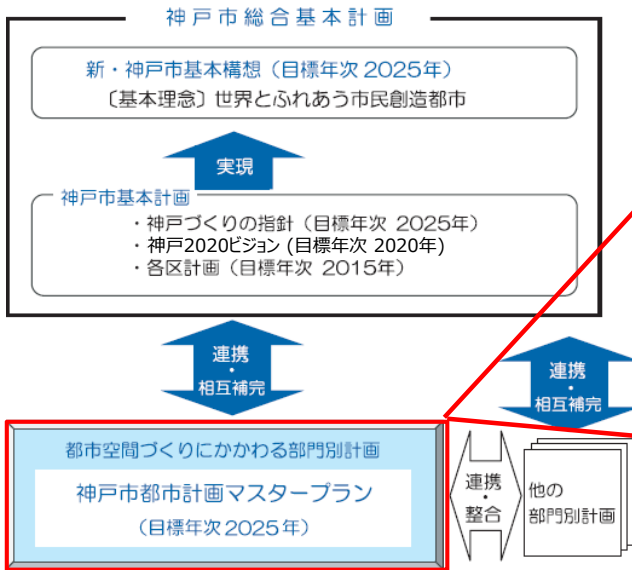 神戸市総合基本計画
新・神戸市基本構想（目標年次 2025年）
〔基本理念〕世界とふれあう市民創造都市
実現
神戸市基本計画
・神戸づくりの指針（目標年次 2025年）
・神戸2020ビジョン (目標年次 2020年)
・各区計画（目標年次 2015年）
連携
・
相互補完
連携
・
相互補完
都市空間づくりにかかわる部門別計画
神戸市都市計画マスタープラン
（目標年次2025年）
連携
・
整合
他の
部門別計画